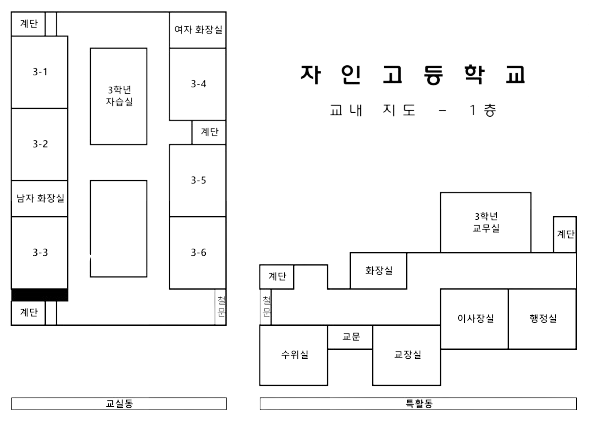 자인고등학교
교내 지도 - 1층
계단
여자 화장실
3-1
3학년
자습실
3-4
계단
3-2
3-5
남자 화장실
3-3
3-6
계단
철문
교실동
3학년
교무실
계단
화장실
계단
철문
이사장실
행정실
교문
수위실
교장실
특활동